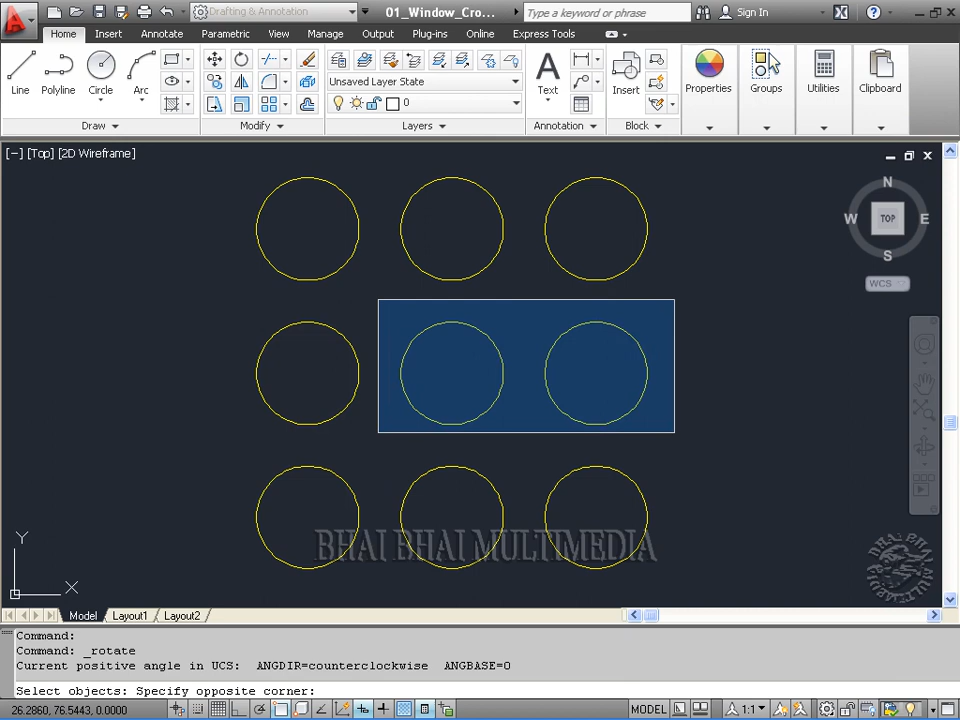 Drafting & Annotation
01_Window_Cro...
Type a keyword or phrase
Sign In
Home Insert Annotate Parametric View Manage Output Plug-ins Online Express Tools
Unsaved Layer State
Line Polyline Circle Arc
0
Text Insert Properties Groups Utilities Clipboard
Draw Modify Layers Annotation Block
[−] [Top] [2D Wireframe]
N
W TOP E
S
WCS
BHAI BHAI MULTIMEDIA
Y
X
Model Layout1 Layout2
Command:
Command: _rotate
Current positive angle in UCS: ANGDIR=counterclockwise ANGBASE=0
Select objects: Specify opposite corner:
26.2860, 76.5443, 0.0000
MODEL
1:1